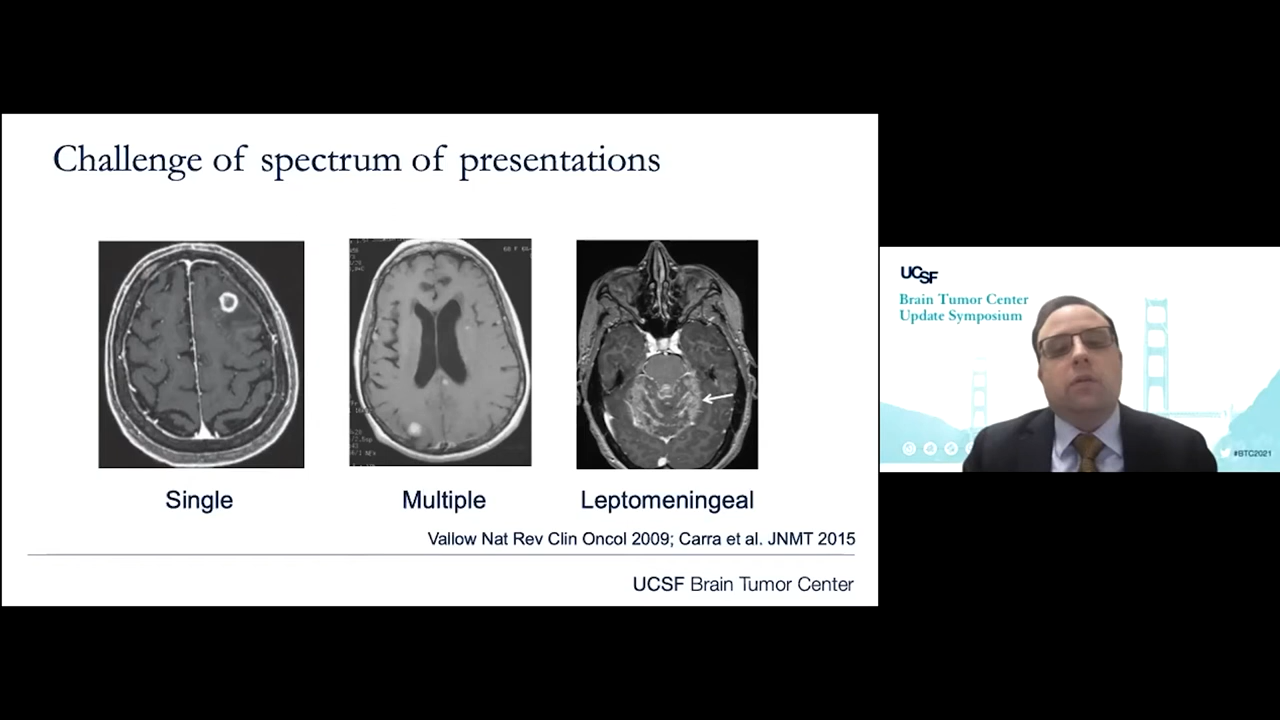 Challenge of spectrum of presentations
Single
Multiple
Leptomeningeal
Vallow Nat Rev Clin Oncol 2009; Carra et al. JNMT 2015
UCSF Brain Tumor Center
UCSF
Brain Tumor Center
Update Symposium
#BTC2021